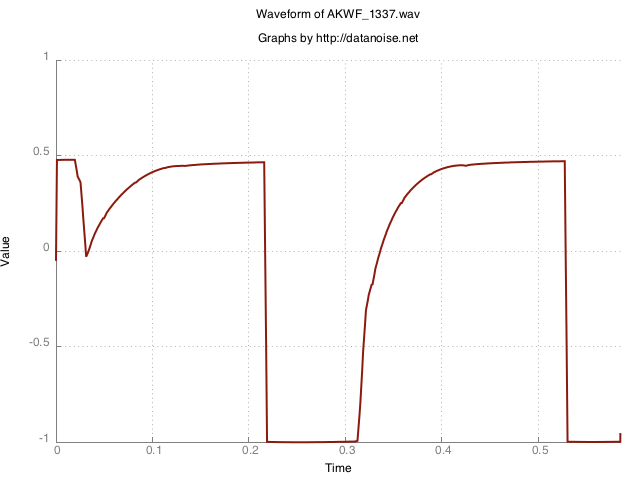 Waveform of AKWF_1337.wav
Graphs by http://datanoise.net
1
0.5
0
-0.5
-1
Value
0 0.1 0.2 0.3 0.4 0.5
Time